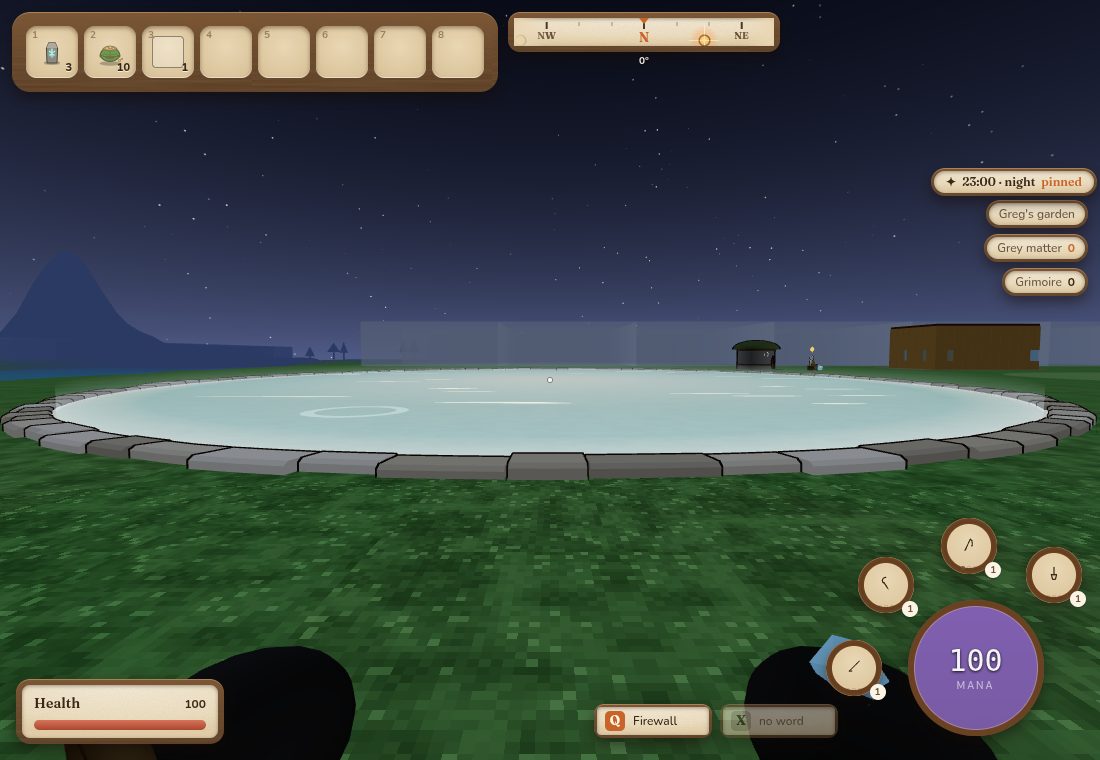 1 2 3 4 5 6 7 8
3 10 1
NW N NE
0°
23:00 · night pinned
Greg's garden
Grey matter 0
Grimoire 0
1
1
1
1
100
MANA
Health 100
Q Firewall X no word